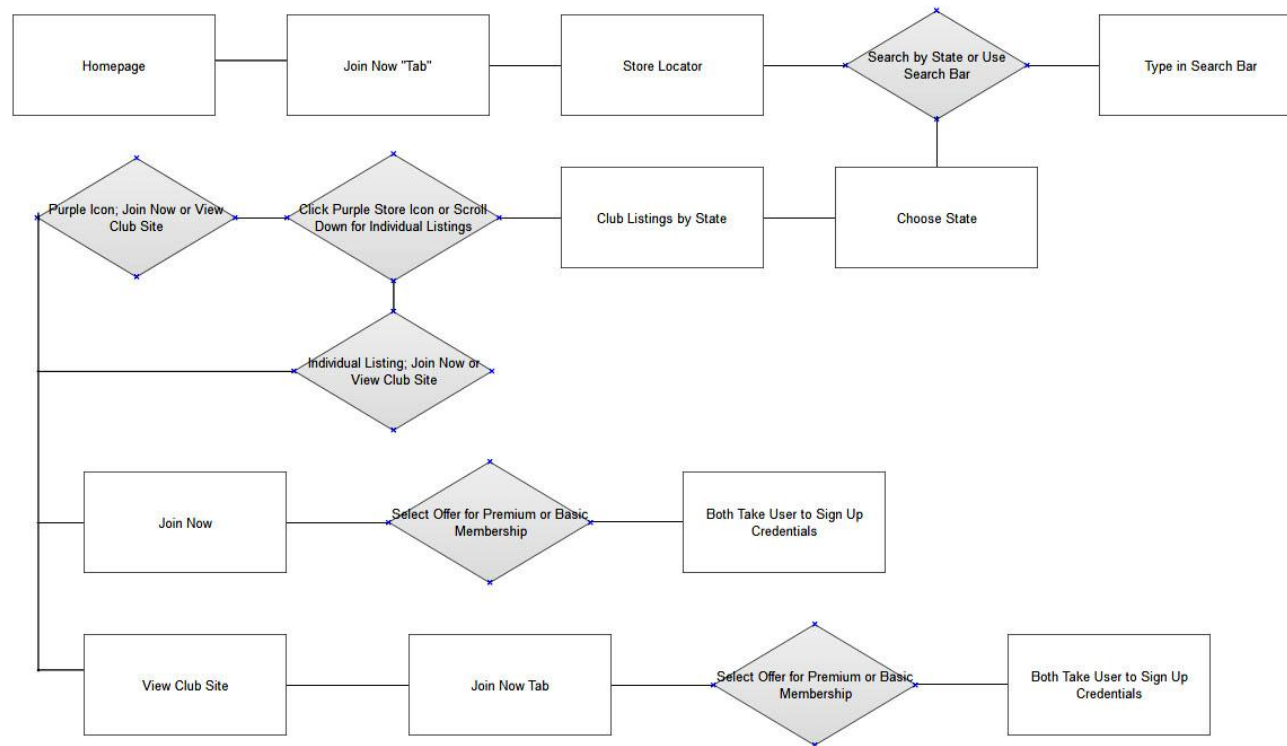 Homepage
Join Now "Tab"
Store Locator
Search by State or Use
Search Bar
Type in Search Bar
Purple Icon; Join Now or View
Club Site
Click Purple Store Icon or Scroll
Down for Individual Listings
Club Listings by State
Choose State
Individual Listing; Join Now or
View Club Site
Join Now
Select Offer for Premium or Basic
Membership
Both Take User to Sign Up
Credentials
View Club Site
Join Now Tab
Select Offer for Premium or Basic
Membership
Both Take User to Sign Up
Credentials